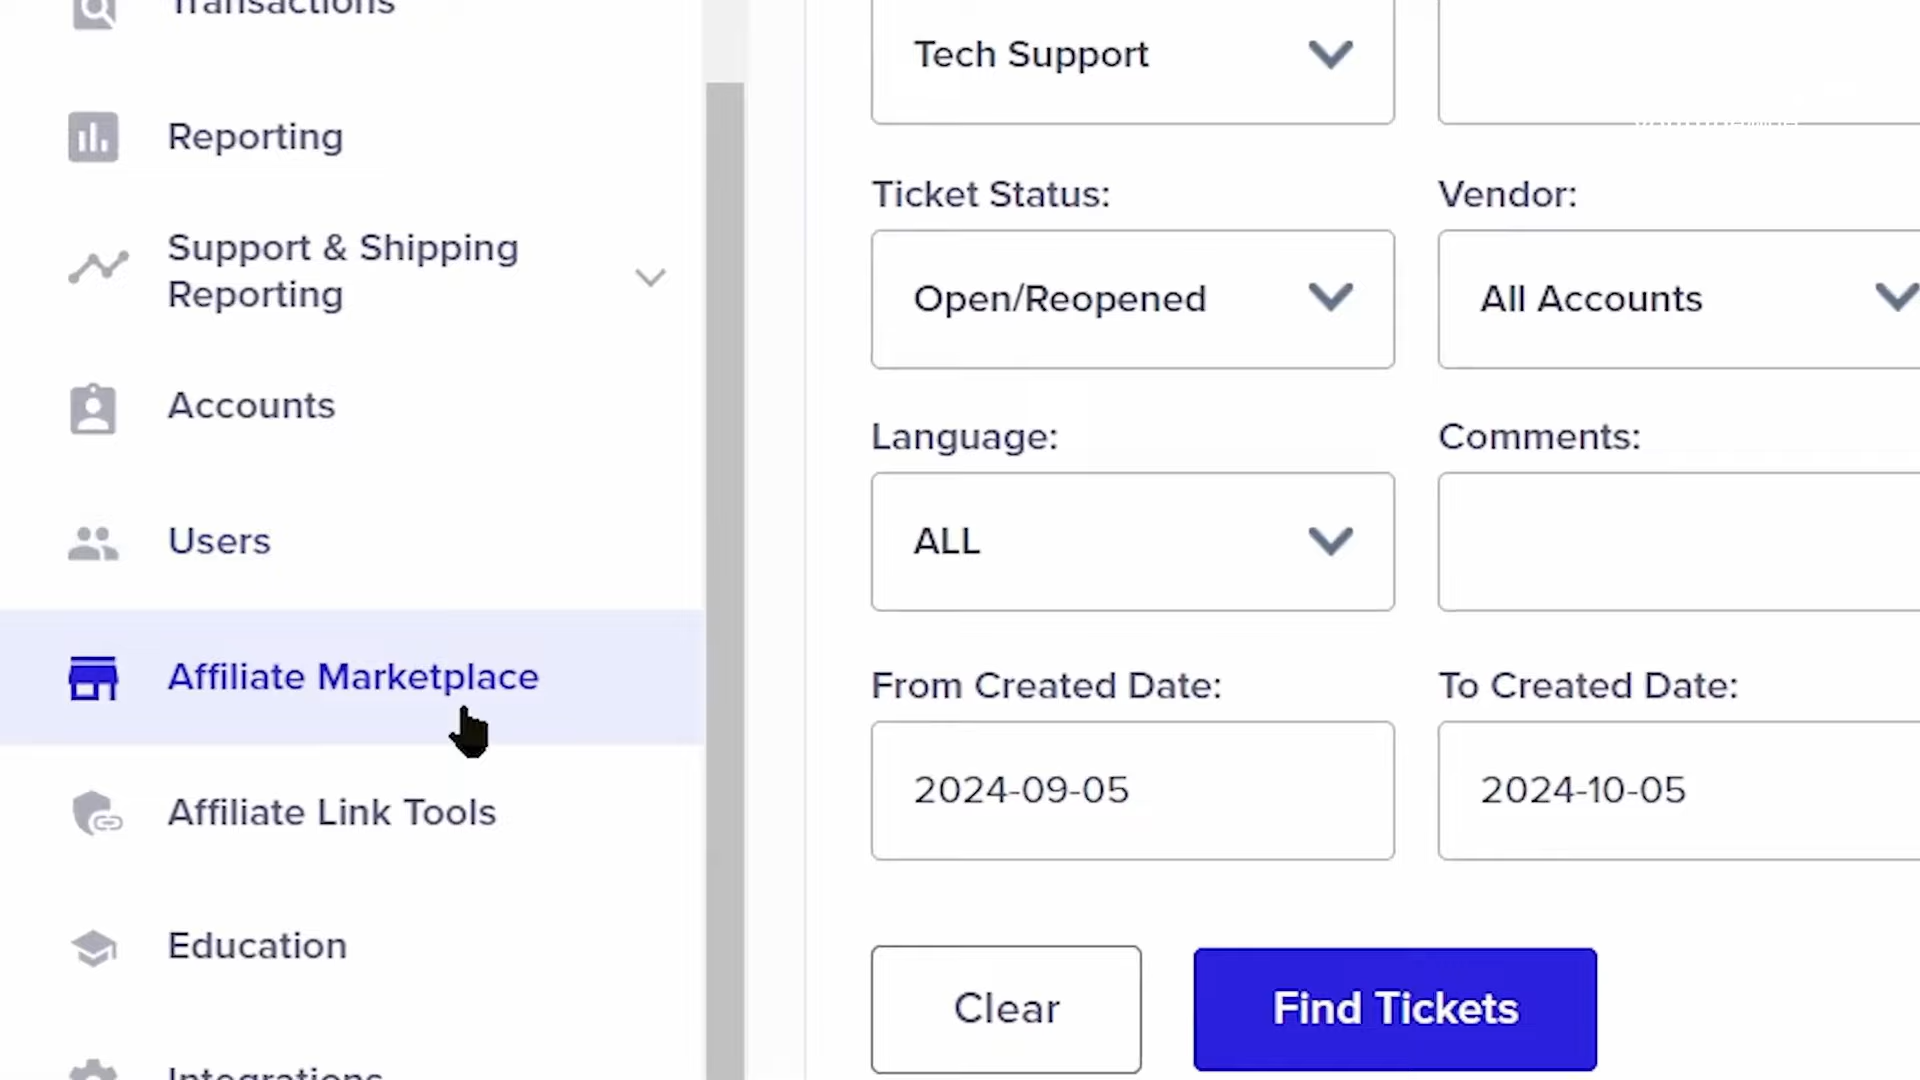 Transactions
Reporting
Support & Shipping
Reporting
Accounts
Users
Affiliate Marketplace
Affiliate Link Tools
Education
Integrations
Tech Support
Ticket Status:
Vendor:
Open/Reopened
All Accounts
Language:
Comments:
ALL
From Created Date:
To Created Date:
2024-09-05
2024-10-05
Clear
Find Tickets